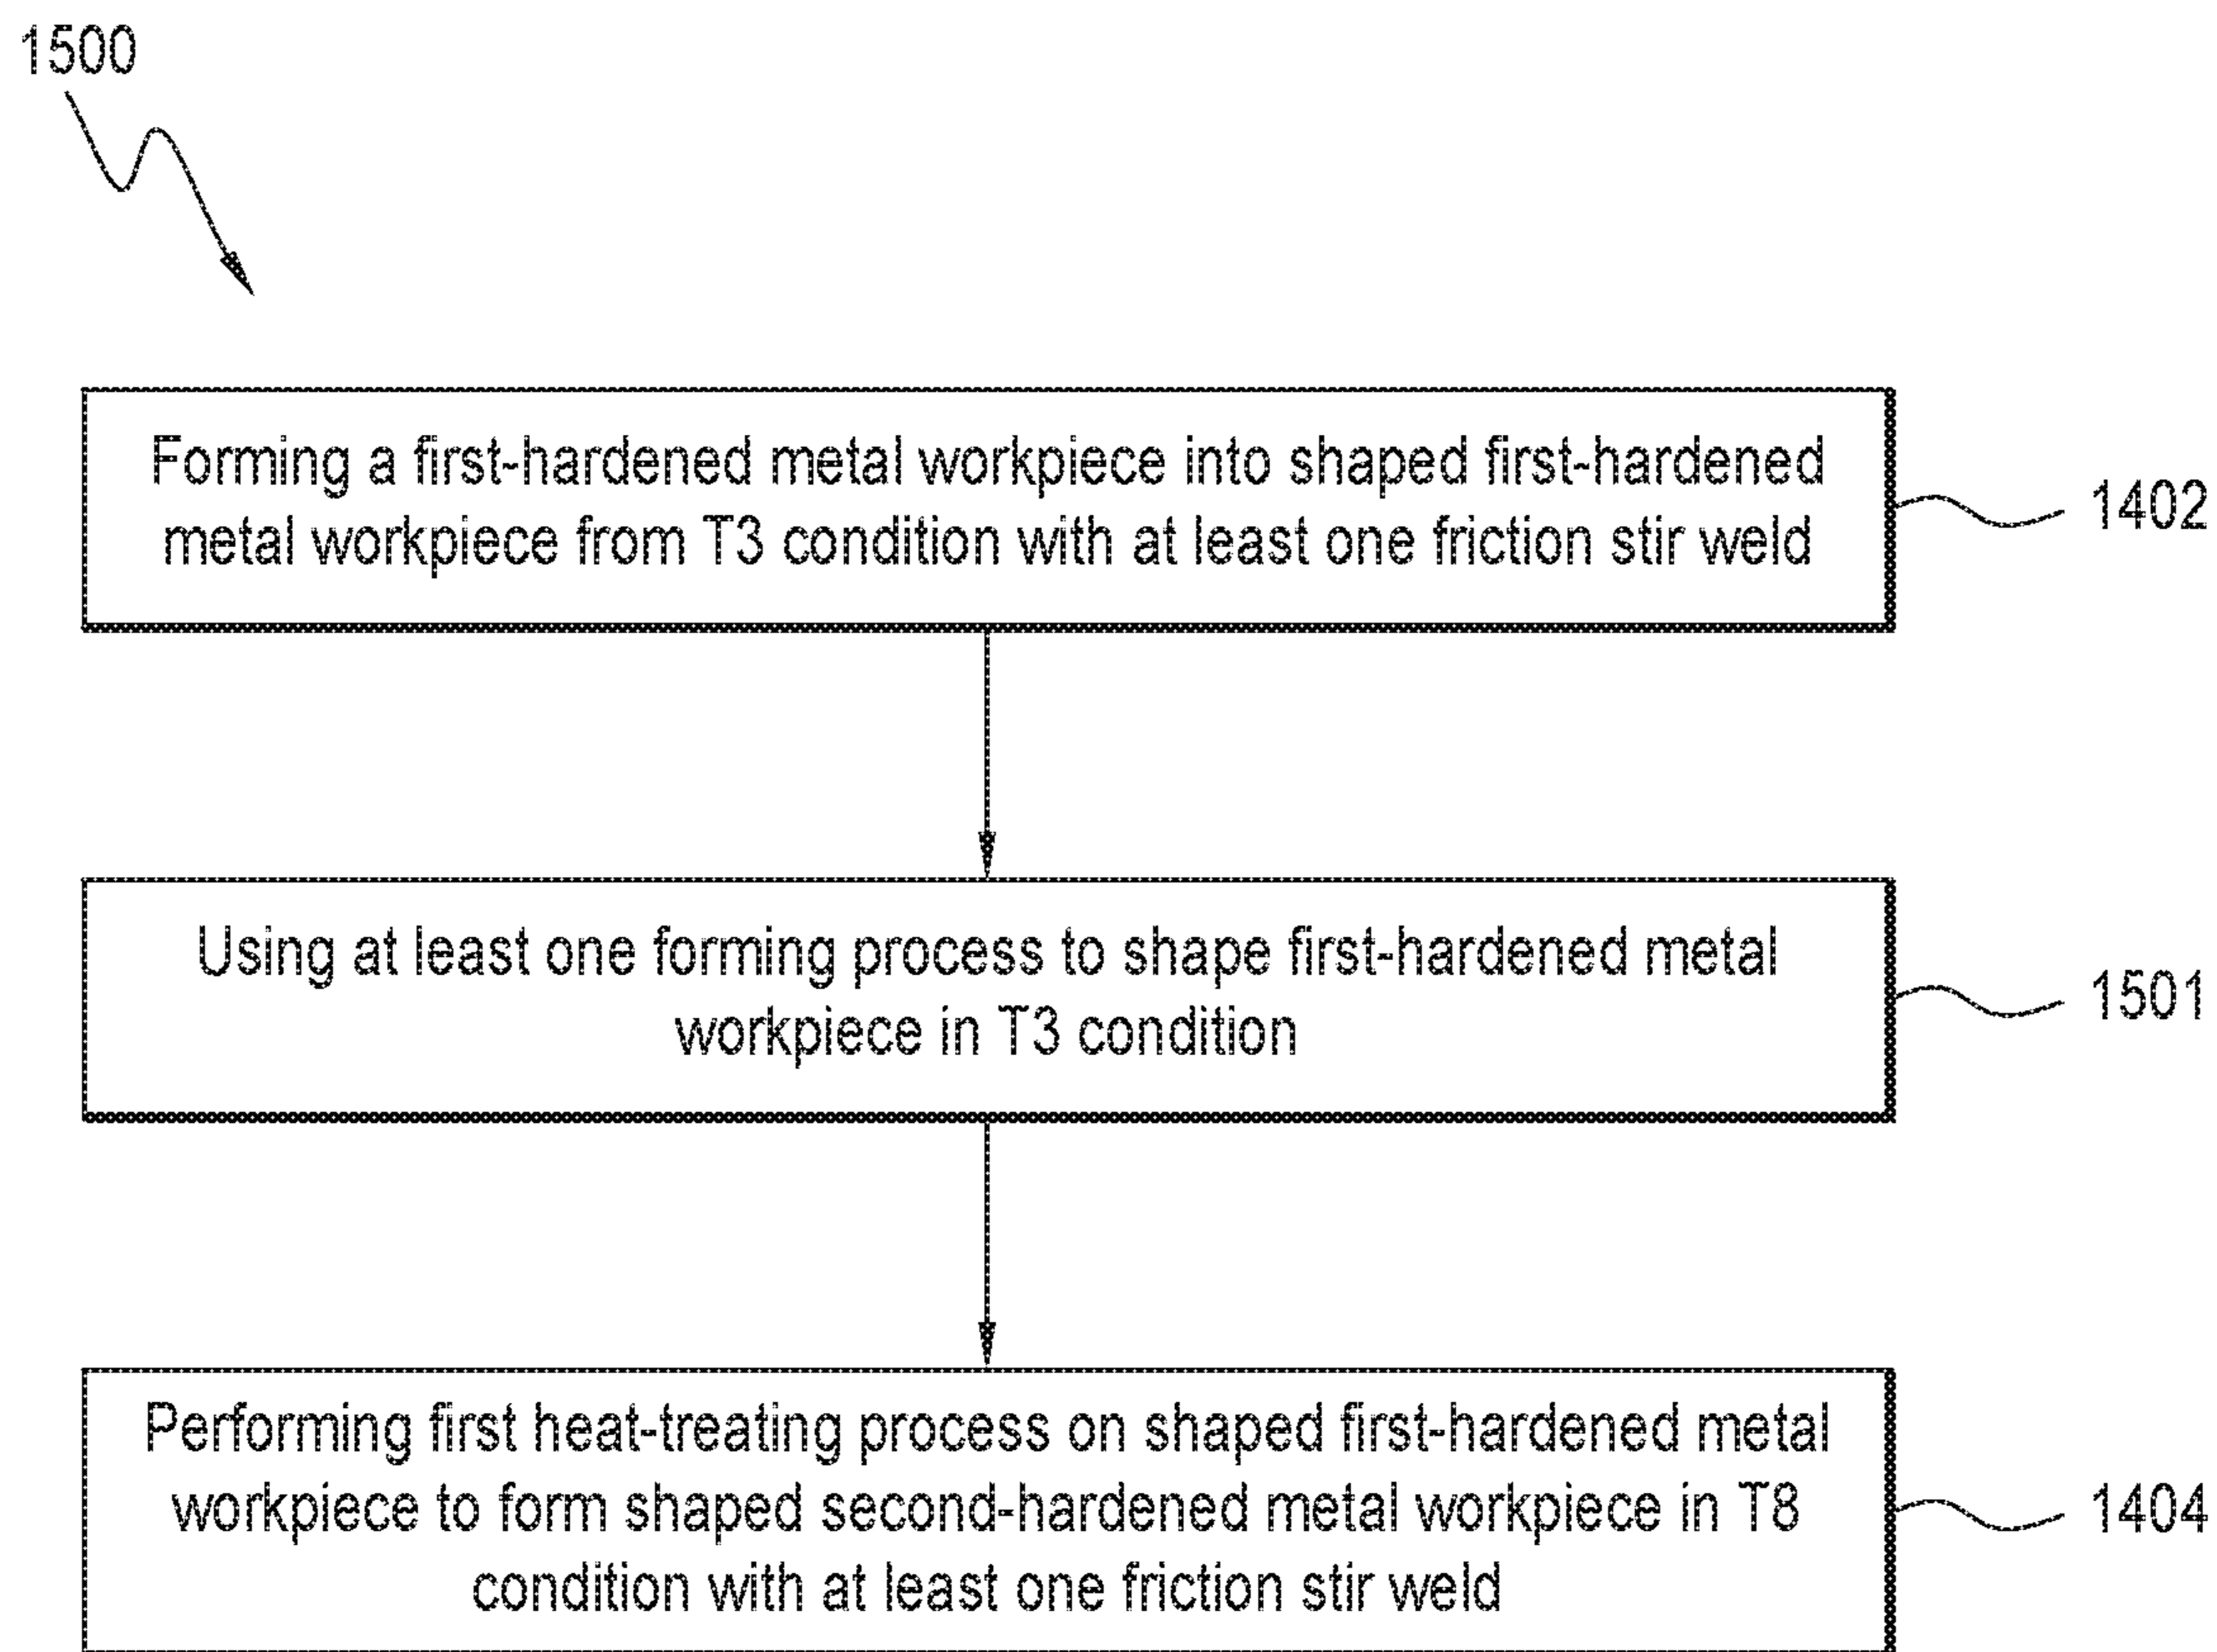 1500
Forming a first-hardened metal workpiece into shaped first-hardened
metal workpiece from T3 condition with at least one friction stir weld
1402
Using at least one forming process to shape first-hardened metal
workpiece in T3 condition
1501
Performing first heat-treating process on shaped first-hardened metal
workpiece to form shaped second-hardened metal workpiece in T8
condition with at least one friction stir weld
1404